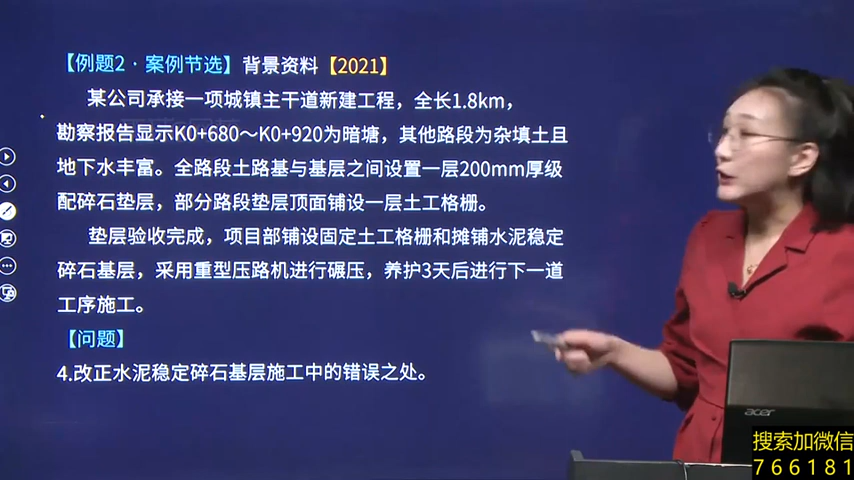 【例题2·案例节选】背景资料【2021】
某公司承接一项城镇主干道新建工程，全长1.8km，
勘察报告显示K0+680～K0+920为暗塘，其他路段为杂填土且
地下水丰富。全路段土路基与基层之间设置一层200mm厚级
配碎石垫层，部分路段垫层顶面铺设一层土工格栅。
垫层验收完成，项目部铺设固定土工格栅和摊铺水泥稳定
碎石基层，采用重型压路机进行碾压，养护3天后进行下一道
工序施工。
【问题】
4.改正水泥稳定碎石基层施工中的错误之处。
acer
搜索加微信
766181